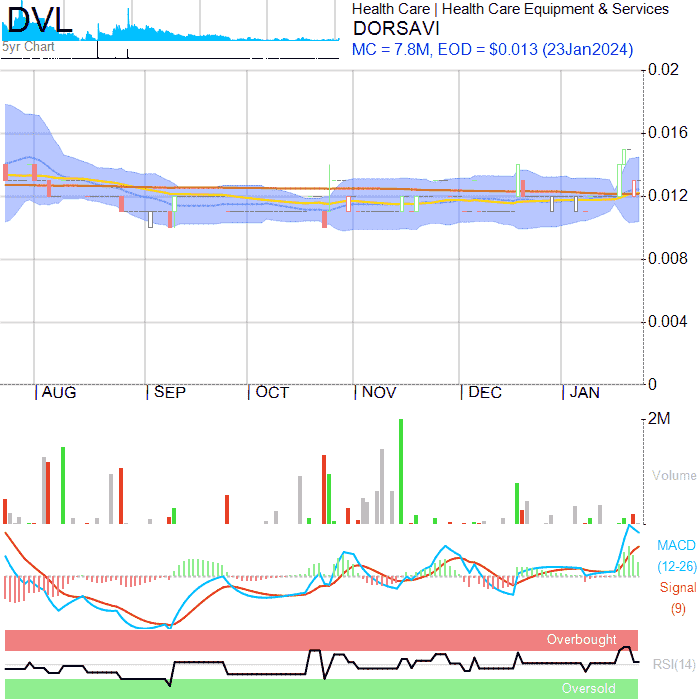 DVL
5yr Chart
Health Care | Health Care Equipment & Services
DORSAVI
MC = 7.8M, EOD = $0.013 (23Jan2024)
0.02
0.016
0.012
0.008
0.004
0
| AUG | SEP | OCT | NOV | DEC | JAN
2M
Volume
MACD
(12-26)
Signal
(9)
Overbought
RSI(14)
Oversold